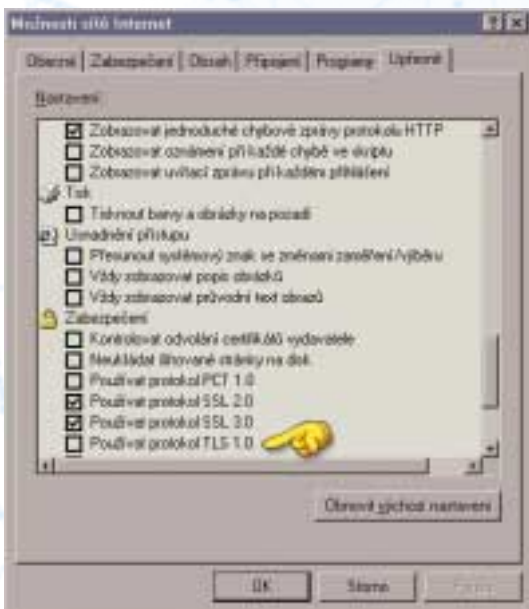 Možnosti sítě Internet
Obecné Zabezpečení Obsah Připojení Programy Upřesnit
Nastavení:
Zobrazovat jednoduché chybové zprávy protokolu HTTP
Zobrazovat oznámení při každé chybě ve skriptu
Zobrazovat uvítací zprávu při každém přihlášení
Tisk
Tisknout barvy a obrázky na pozadí
Usnadnění přístupu
Přesunout systémový znak se změnami zaměření/výběru
Vždy zobrazovat popis obrázků
Vždy zobrazovat průvodní text obrazů
Zabezpečení
Kontrolovat odvolání certifikátů vydavatele
Neukládat šifrované stránky na disk
Používat protokol PCT 1.0
Používat protokol SSL 2.0
Používat protokol SSL 3.0
Používat protokol TLS 1.0
Obnovit výchozí nastavení
OK Storno